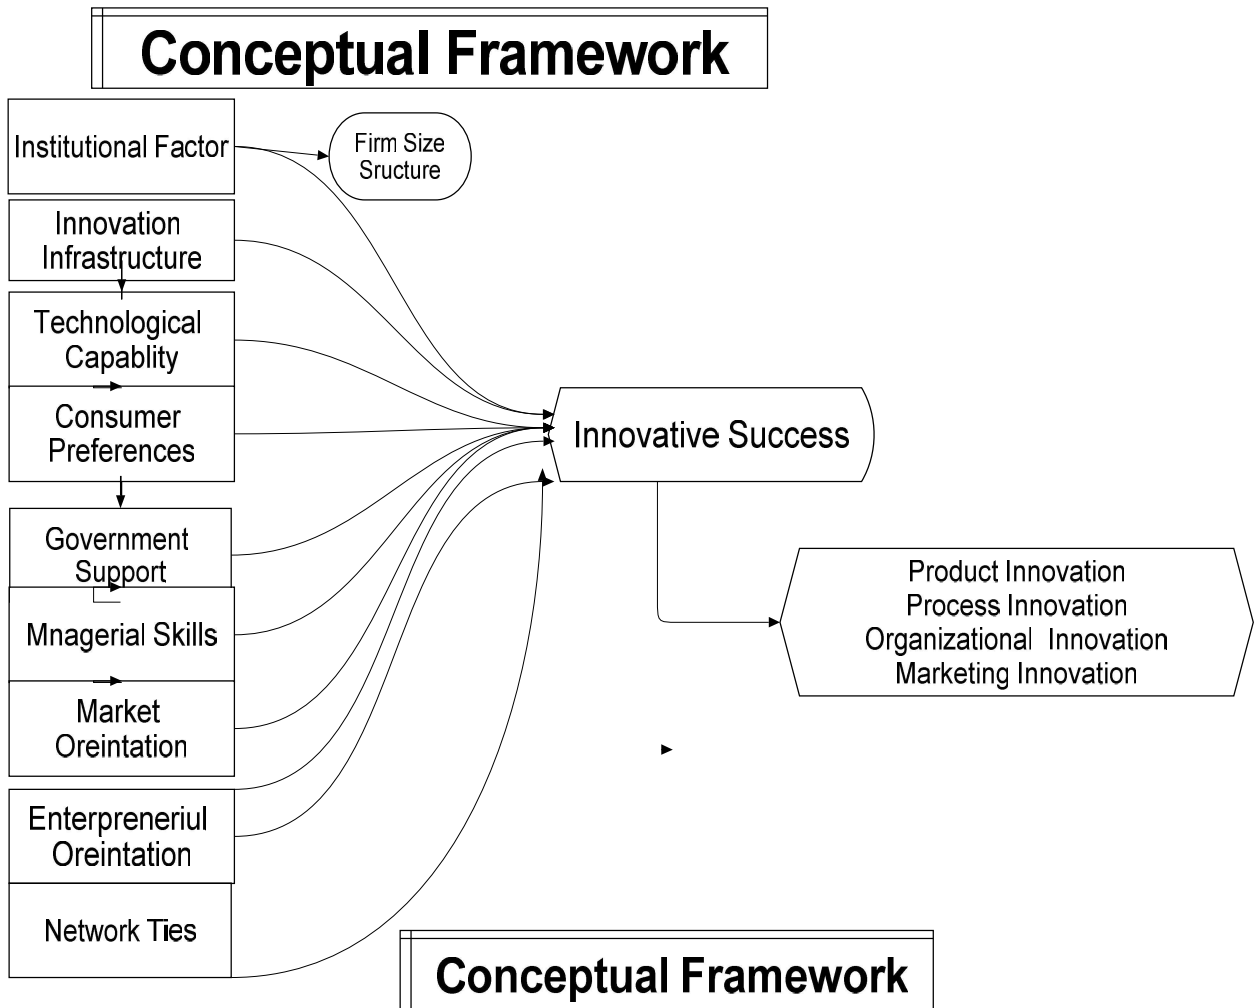 Conceptual Framework
Institutional Factor
Firm Size
Sructure
Innovation
Infrastructure
Technological
Capablity
Consumer
Preferences
Innovative Success
Government
Support
Mnagerial Skills
Market
Oreintation
Enterpreneriul
Oreintation
Network Ties
Product Innovation
Process Innovation
Organizational  Innovation
Marketing Innovation
Conceptual Framework